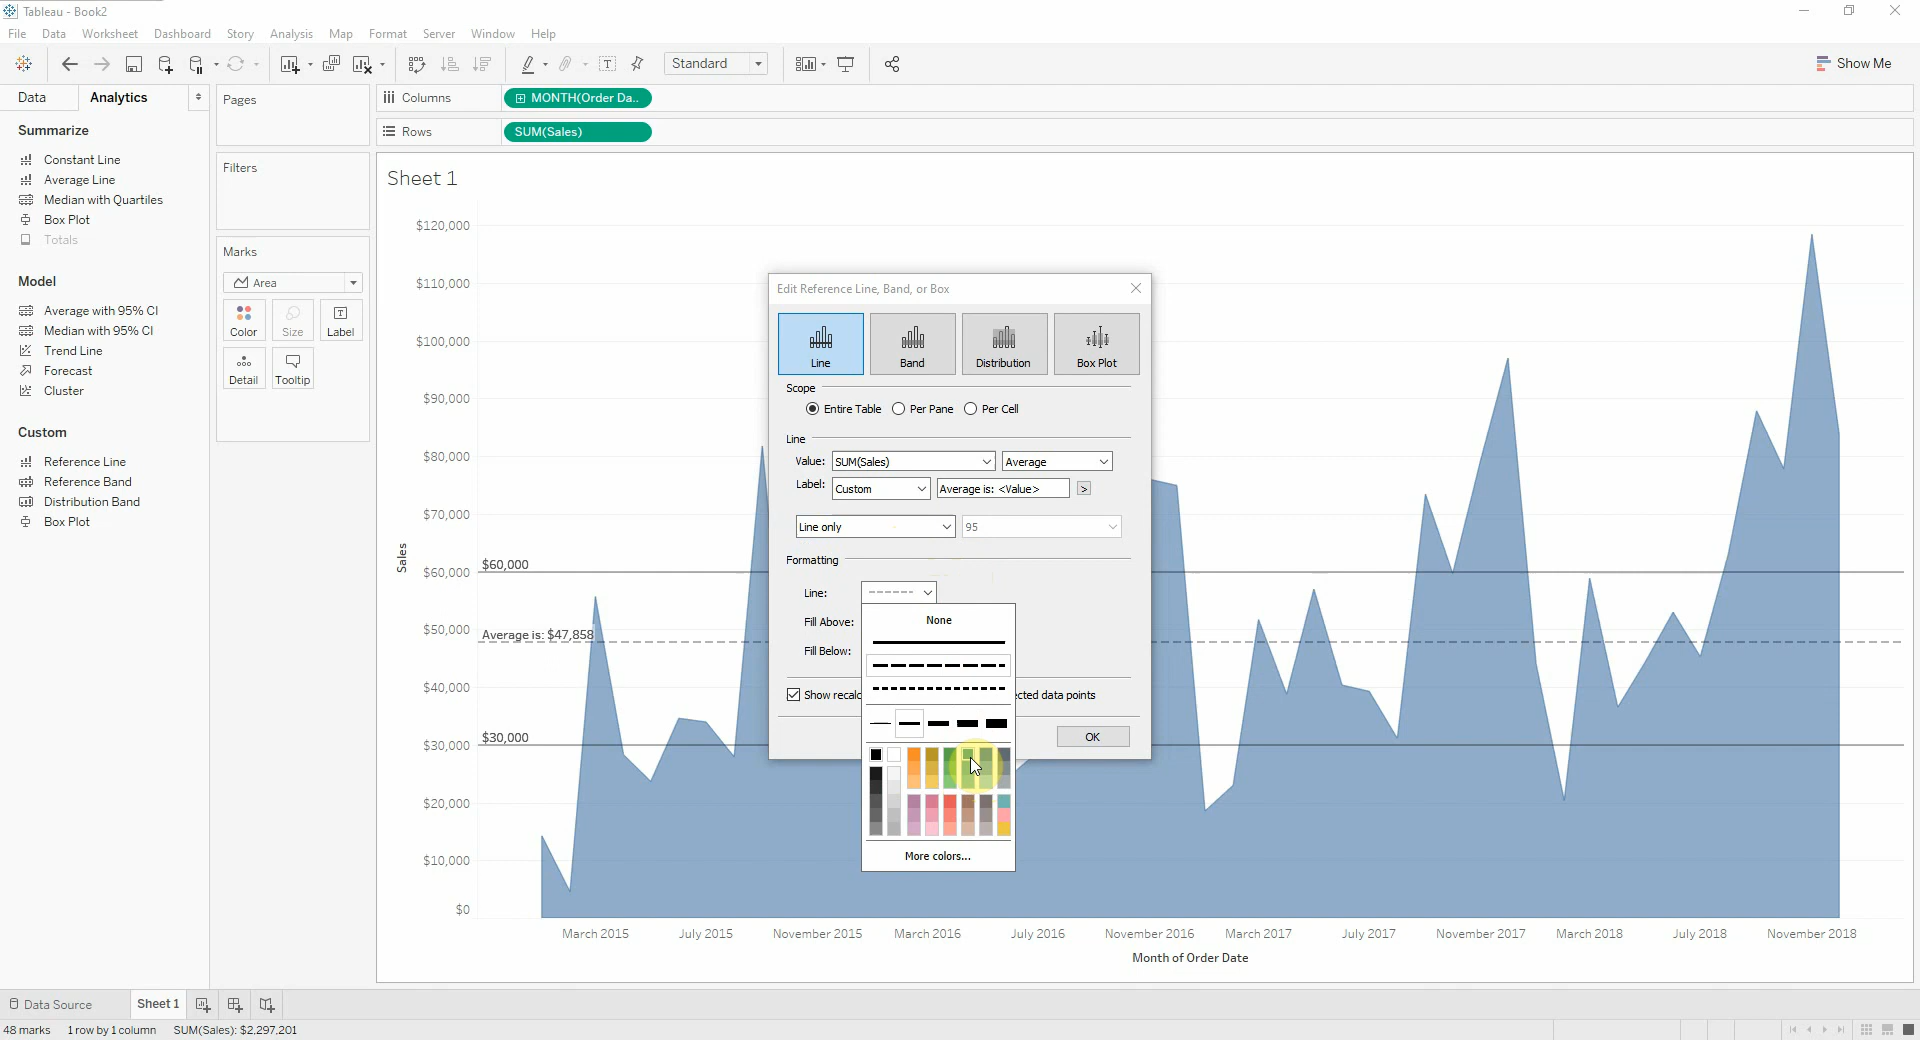 Tableau - Book2
File Data Worksheet Dashboard Story Analysis Map Format Server Window Help
Standard
Show Me
Data Analytics
Summarize
Constant Line
Average Line
Median with Quartiles
Box Plot
Totals
Model
Average with 95% CI
Median with 95% CI
Trend Line
Forecast
Cluster
Custom
Reference Line
Reference Band
Distribution Band
Box Plot
Pages
Filters
Marks
Area
Color Size Label
Detail Tooltip
Columns MONTH(Order Da..
Rows SUM(Sales)
Sheet 1
$120,000
$110,000
$100,000
$90,000
$80,000
$70,000
$60,000
$50,000
$40,000
$30,000
$20,000
$10,000
$0
Sales
$60,000
Average is: $47,858
$30,000
March 2015 July 2015 November 2015 March 2016 July 2016 November 2016 March 2017 July 2017 November 2017 March 2018 July 2018 November 2018
Month of Order Date
Edit Reference Line, Band, or Box
Line Band Distribution Box Plot
Scope
Entire Table Per Pane Per Cell
Line
Value: SUM(Sales) Average
Label: Custom Average is: <Value> >
Line only 95
Formatting
Line:
Fill Above:
Fill Below:
None
Show recalc
cted data points
OK
More colors...
Data Source Sheet 1
48 marks 1 row by 1 column SUM(Sales): $2,297,201